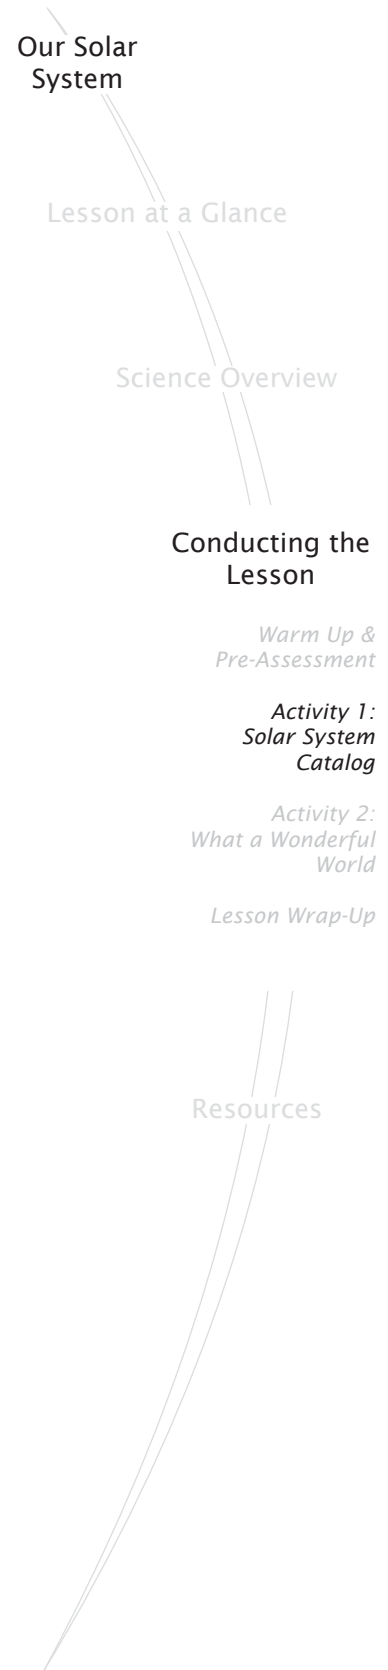 Our Solar
System
Lesson at a Glance
Science Overview
Conducting the
Lesson
Warm Up &
Pre-Assessment
Activity 1:
Solar System
Catalog
Activity 2:
What a Wonderful
World
Lesson Wrap-Up
Resources